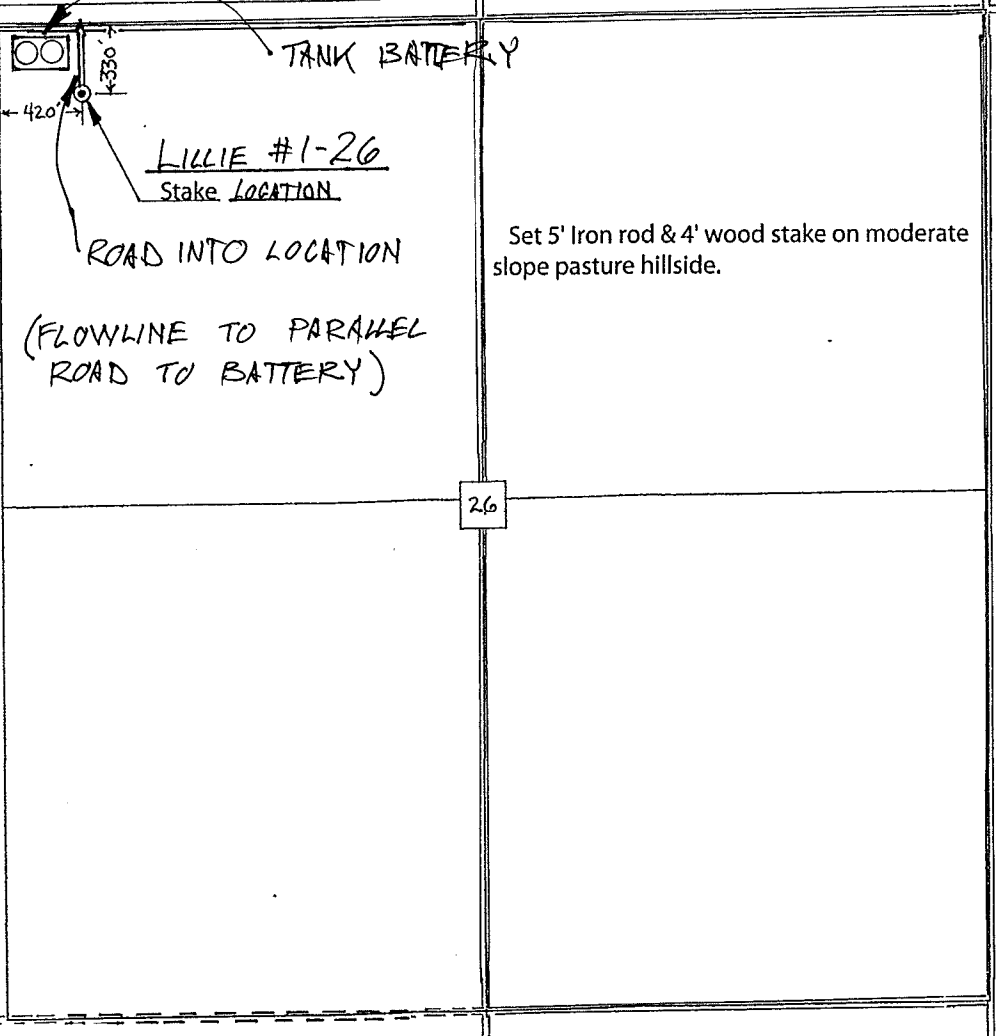 TANK BATTERY
330'
420'
LILLIE #1-26
Stake LOCATION
ROAD INTO LOCATION
Set 5' Iron rod & 4' wood stake on moderate
slope pasture hillside.
(FLOWLINE TO PARALLEL
ROAD TO BATTERY)
26